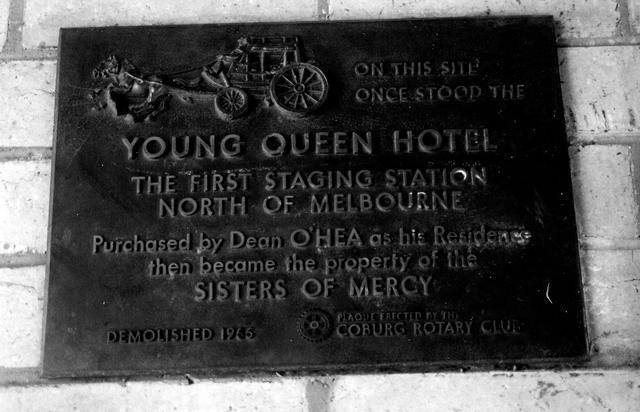 ON THIS SITE
ONCE STOOD THE
YOUNG QUEEN HOTEL
THE FIRST STAGING STATION
NORTH OF MELBOURNE
Purchased by Dean O'HEA as his Residence
then became the property of the
SISTERS OF MERCY
DEMOLISHED 1965
PLAQUE ERECTED BY THE
COBURG ROTARY CLUB